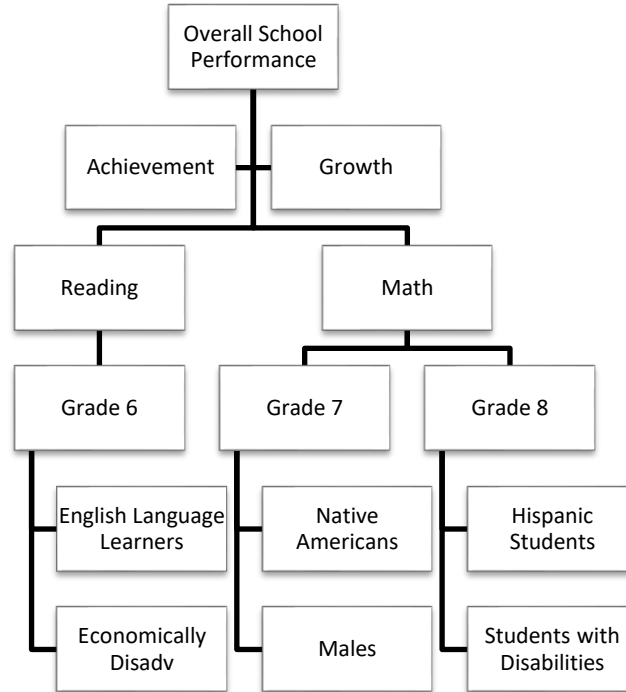 Overall School
Performance
Achievement
Growth
Reading
Math
Grade 6
Grade 7
Grade 8
English Language
Learners
Native
Americans
Hispanic
Students
Economically
Disadv
Males
Students with
Disabilities